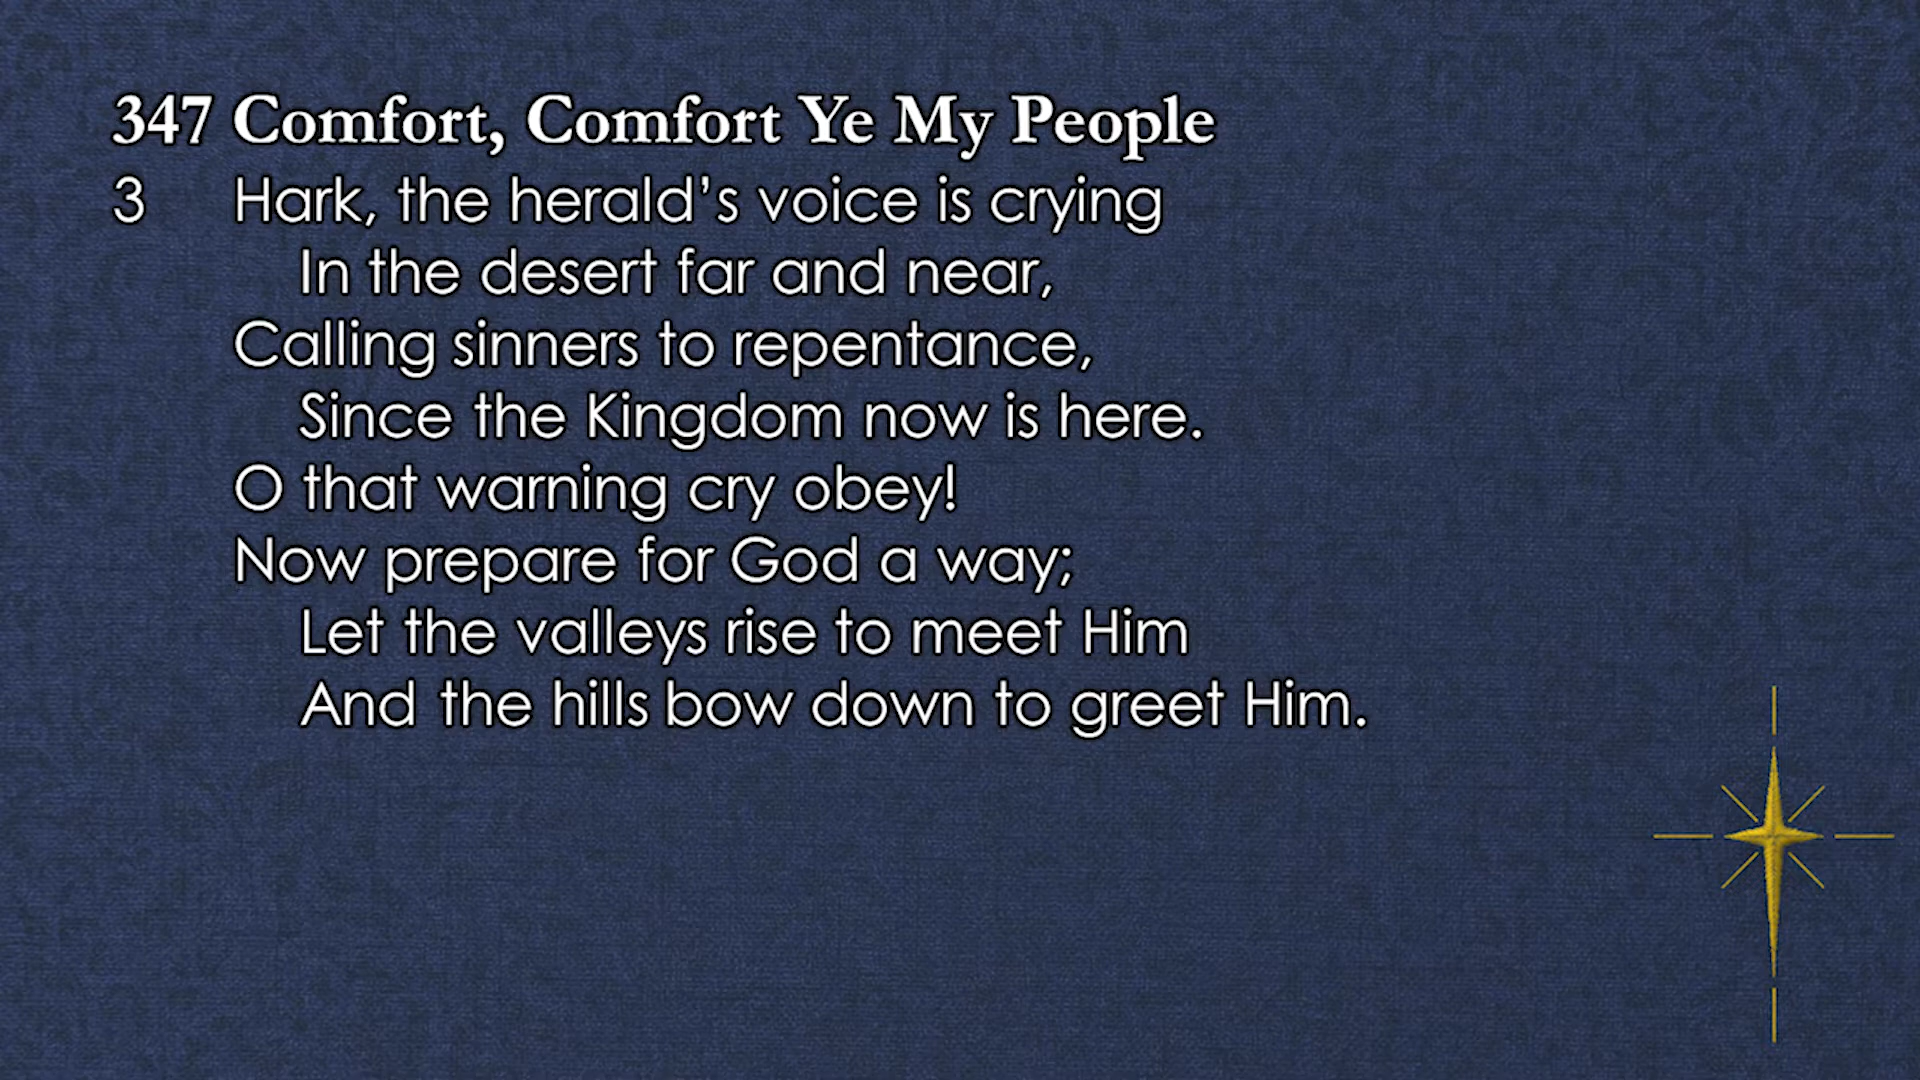 347 Comfort, Comfort Ye My People
3 Hark, the herald’s voice is crying
In the desert far and near,
Calling sinners to repentance,
Since the Kingdom now is here.
O that warning cry obey!
Now prepare for God a way;
Let the valleys rise to meet Him
And the hills bow down to greet Him.